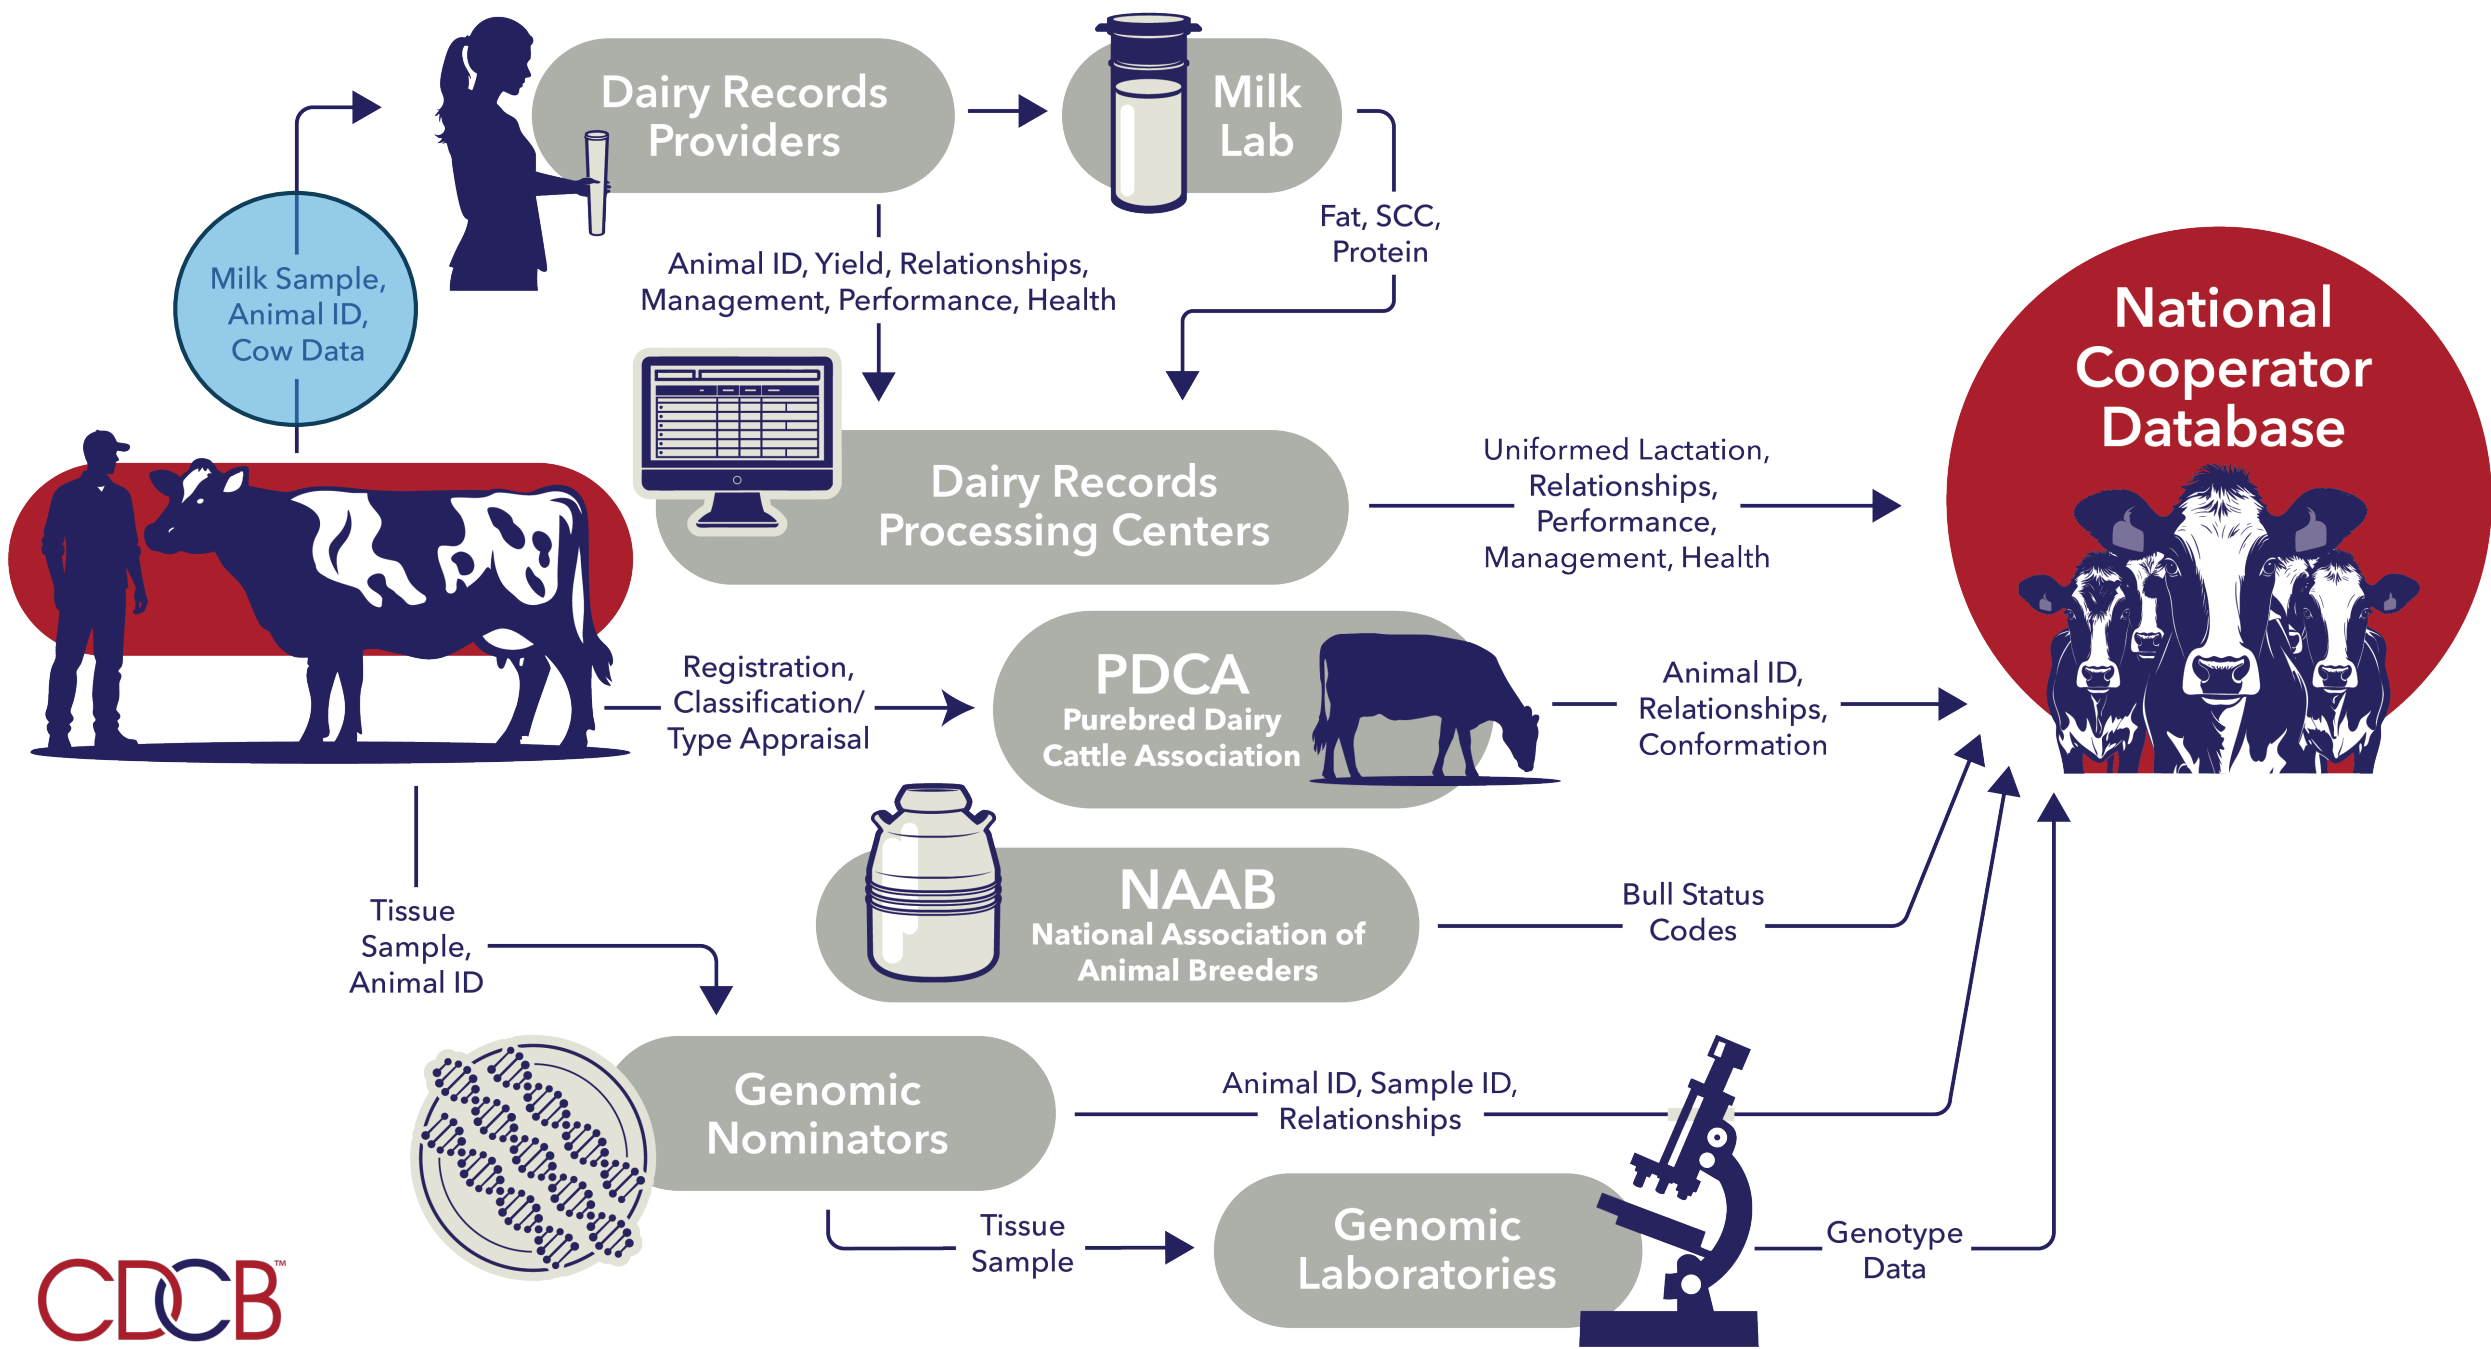 Dairy Records
Providers
Milk
Lab
Milk Sample,
Animal ID,
Cow Data
Animal ID, Yield, Relationships,
Management, Performance, Health
Fat, SCC,
Protein
National
Cooperator
Database
Dairy Records
Processing Centers
Uniformed Lactation,
Relationships,
Performance,
Management, Health
Registration,
Classification/
Type Appraisal
PDCA
Purebred Dairy
Cattle Association
Animal ID,
Relationships,
Conformation
NAAB
National Association of
Animal Breeders
Bull Status
Codes
Tissue
Sample,
Animal ID
Genomic
Nominators
Animal ID, Sample ID,
Relationships
Tissue
Sample
Genomic
Laboratories
Genotype
Data
CDCB™